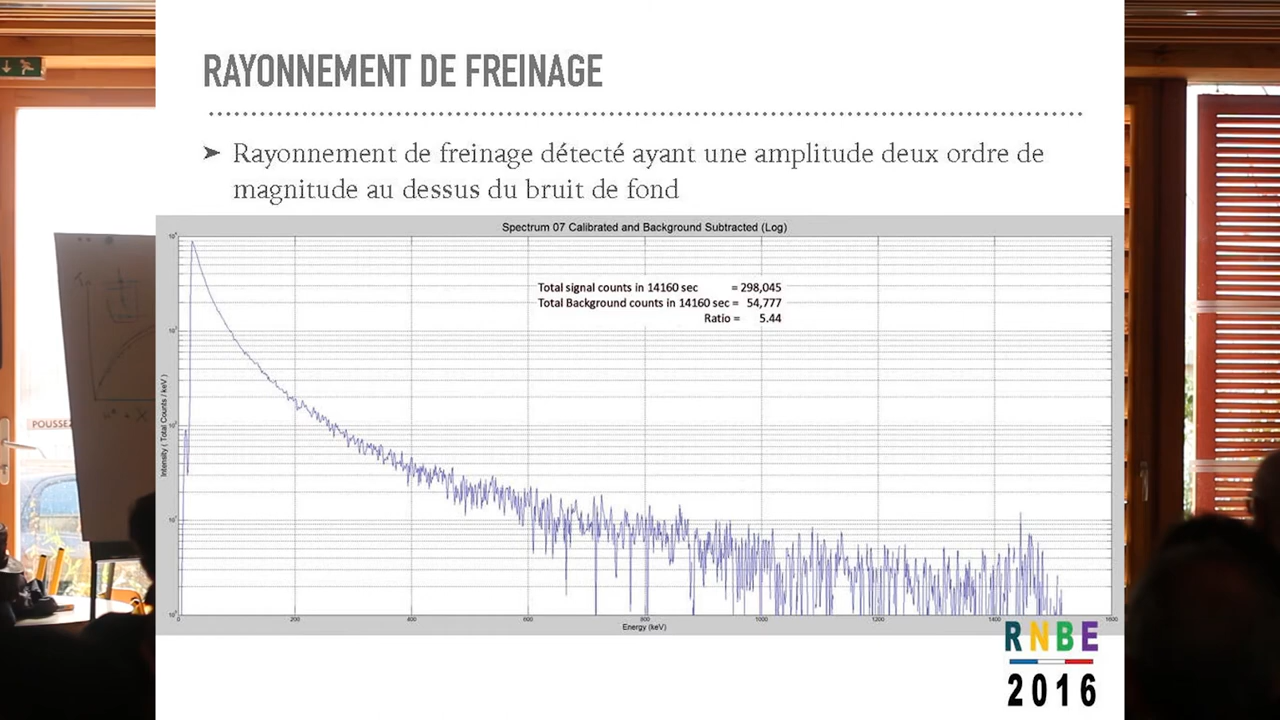 RAYONNEMENT DE FREINAGE
➤ Rayonnement de freinage détecté ayant une amplitude deux ordre de
magnitude au dessus du bruit de fond
Spectrum 07 Calibrated and Background Subtracted (Log)
Total signal counts in 14160 sec = 298,045
Total Background counts in 14160 sec = 54,777
Ratio = 5.44
Intensity ( Total Counts / keV )
0 200 400 600 800 1000 1200 1400 1600
Energy (keV)
POUSSEZ
RNBE
2016